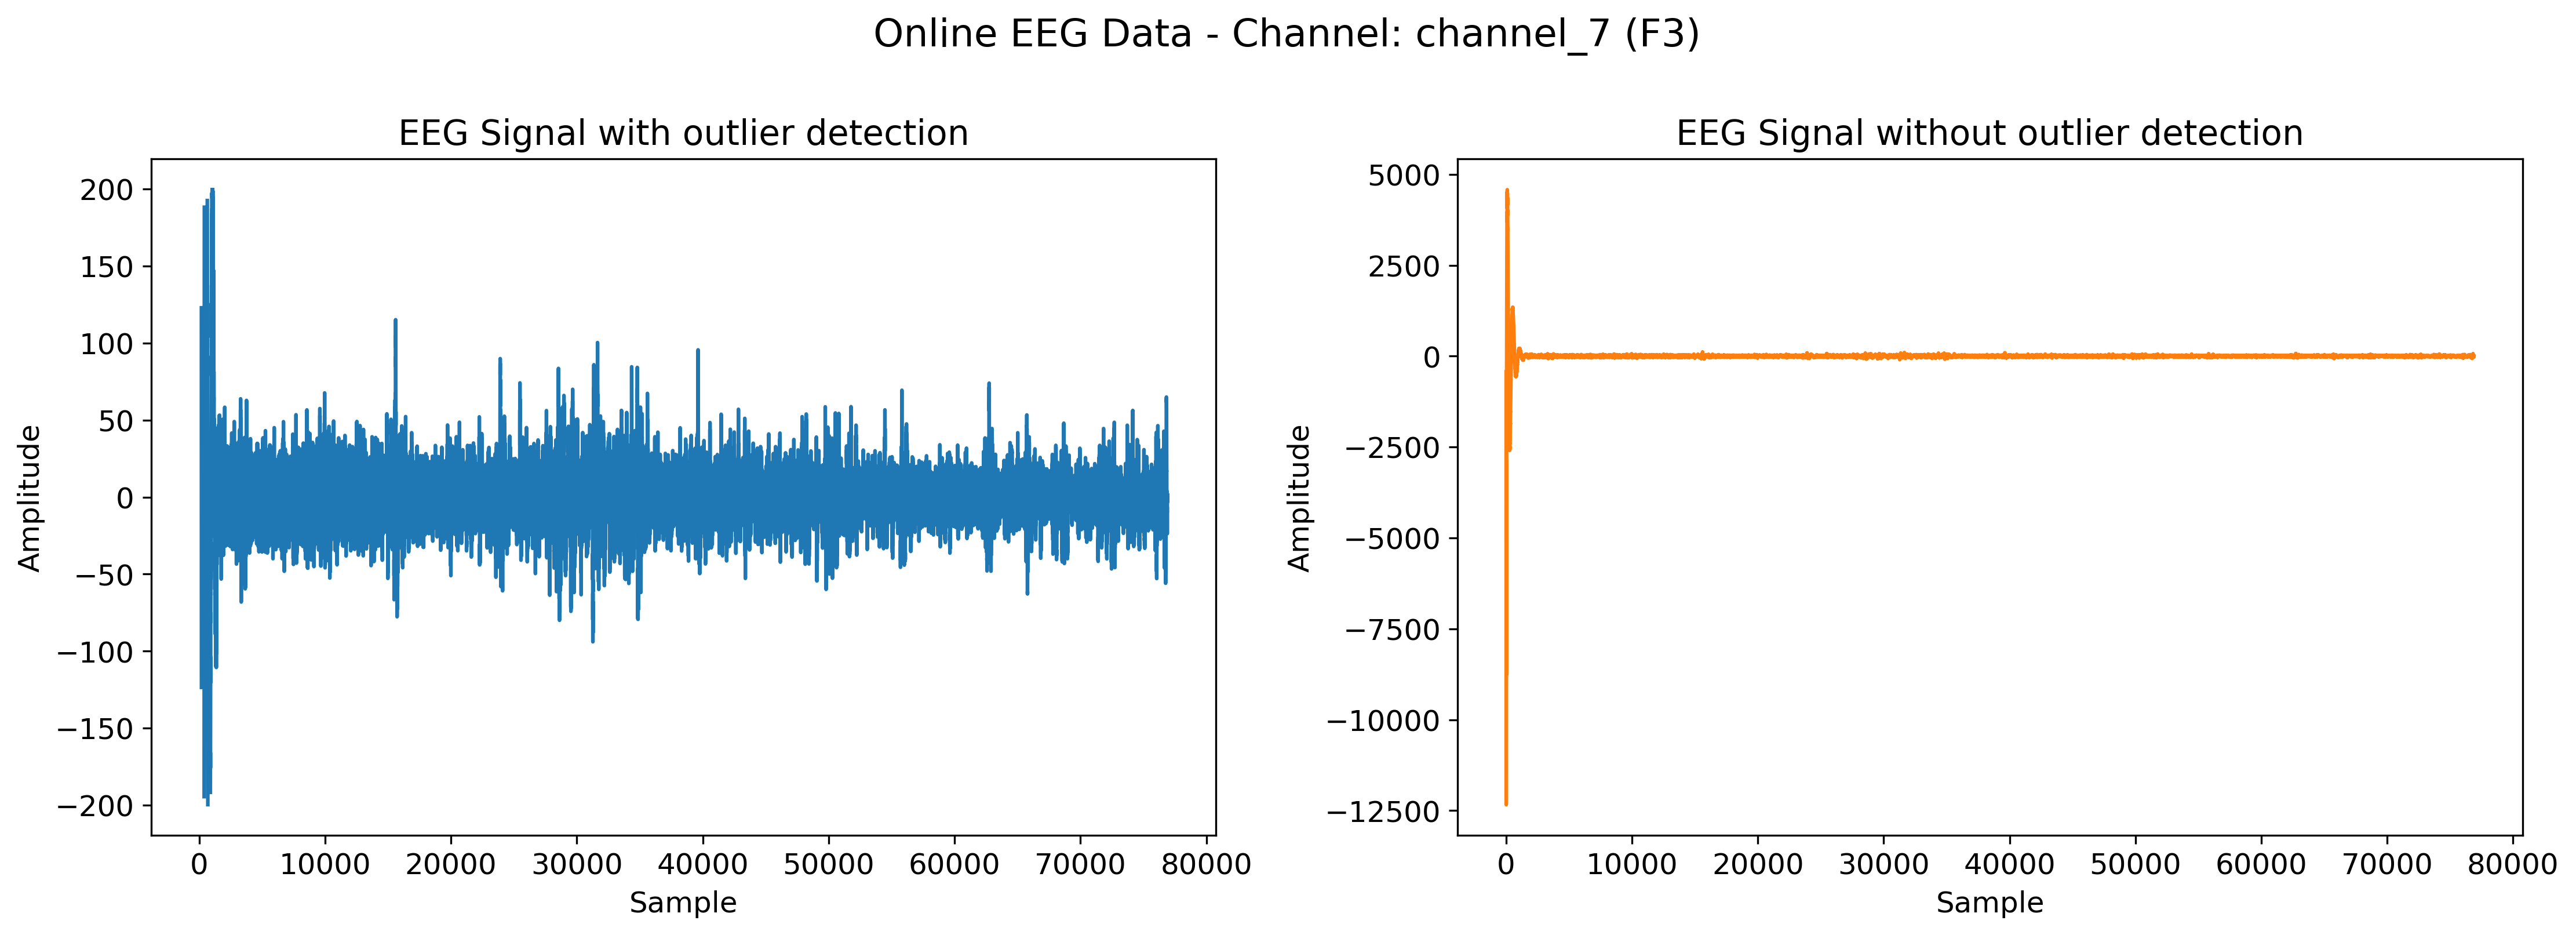 Online EEG Data - Channel: channel_7 (F3)
EEG Signal with outlier detection
200
150
100
50
0
−50
−100
−150
−200
Amplitude
0 10000 20000 30000 40000 50000 60000 70000 80000
Sample
EEG Signal without outlier detection
5000
2500
0
−2500
−5000
−7500
−10000
−12500
Amplitude
0 10000 20000 30000 40000 50000 60000 70000 80000
Sample